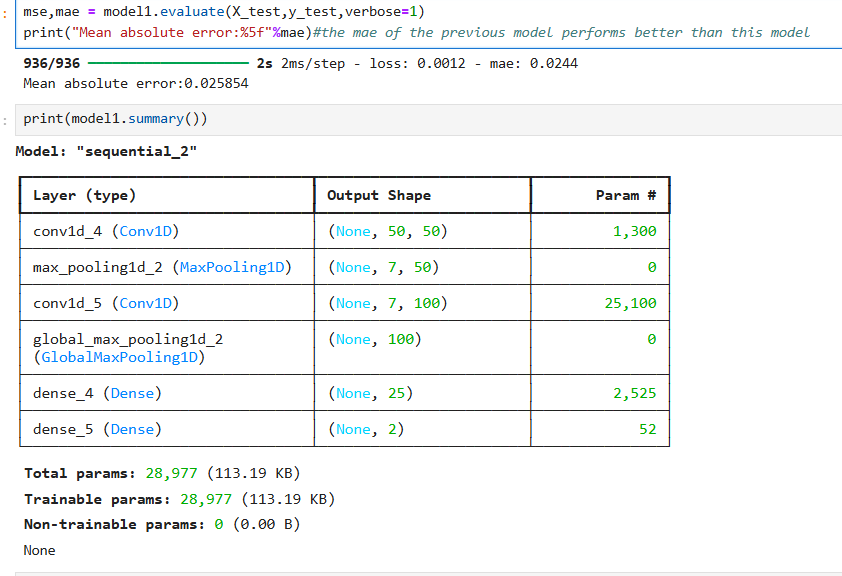 mse,mae = model1.evaluate(X_test,y_test,verbose=1)
print("Mean absolute error:%5f"%mae)#the mae of the previous model performs better than this model
936/936 ━━━━━━━━━━━━━━━━━━━━ 2s 2ms/step - loss: 0.0012 - mae: 0.0244
Mean absolute error:0.025854
print(model1.summary())
Model: "sequential_2"
Layer (type) Output Shape Param #
conv1d_4 (Conv1D) (None, 50, 50) 1,300
max_pooling1d_2 (MaxPooling1D) (None, 7, 50) 0
conv1d_5 (Conv1D) (None, 7, 100) 25,100
global_max_pooling1d_2 (None, 100) 0
(GlobalMaxPooling1D)
dense_4 (Dense) (None, 25) 2,525
dense_5 (Dense) (None, 2) 52
Total params: 28,977 (113.19 KB)
Trainable params: 28,977 (113.19 KB)
Non-trainable params: 0 (0.00 B)
None